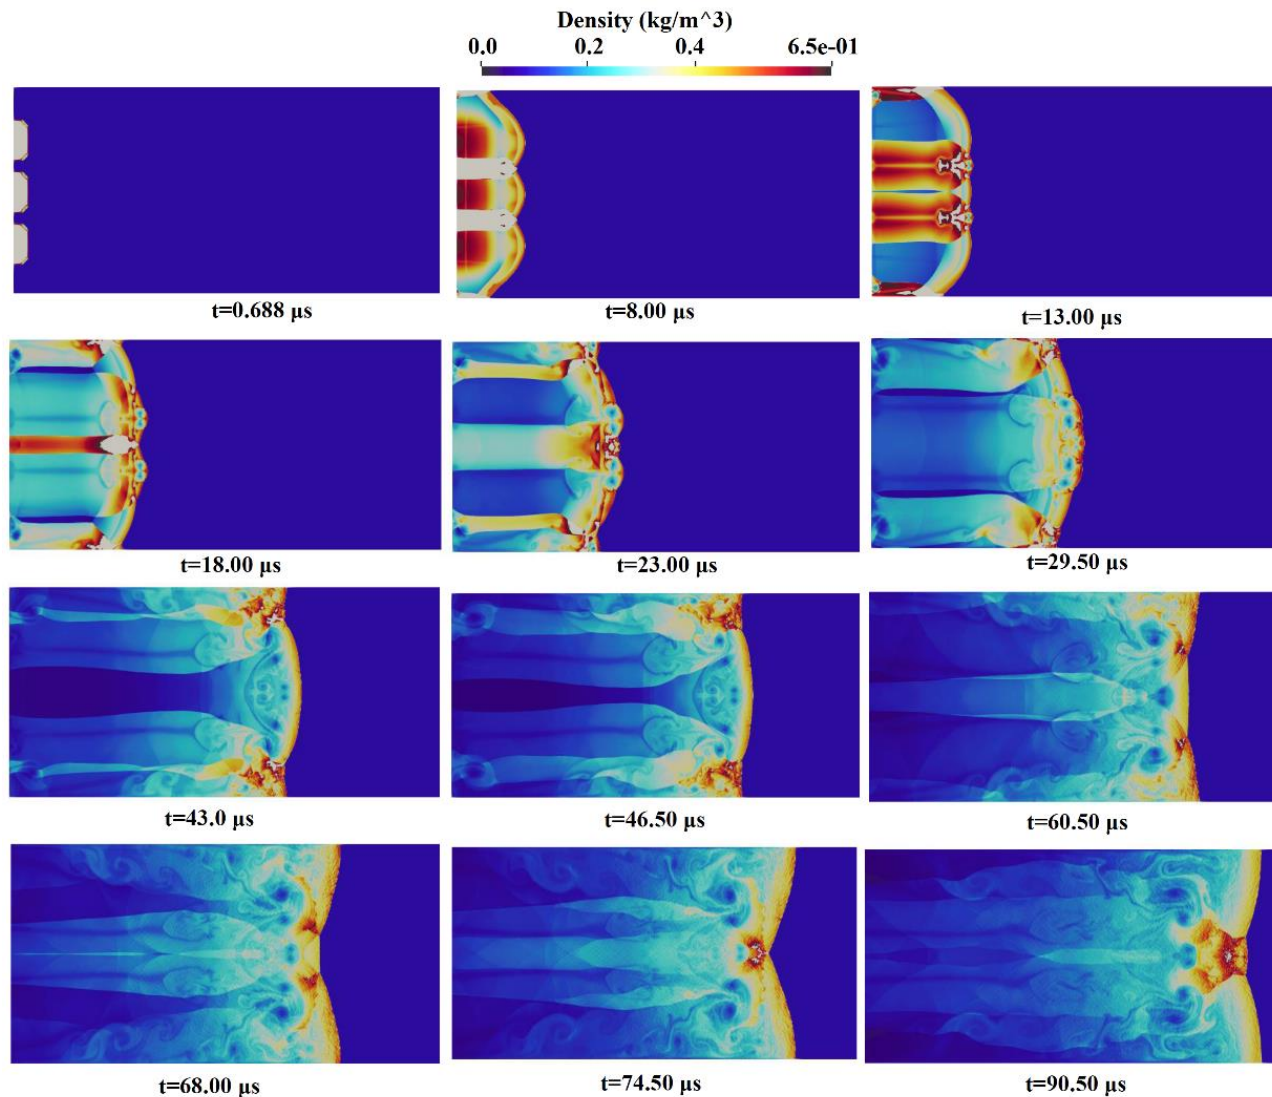 Density (kg/m^3)
0.0 0.2 0.4 6.5e-01
t=0.688 µs
t=8.00 µs
t=13.00 µs
t=18.00 µs
t=23.00 µs
t=29.50 µs
t=43.0 µs
t=46.50 µs
t=60.50 µs
t=68.00 µs
t=74.50 µs
t=90.50 µs